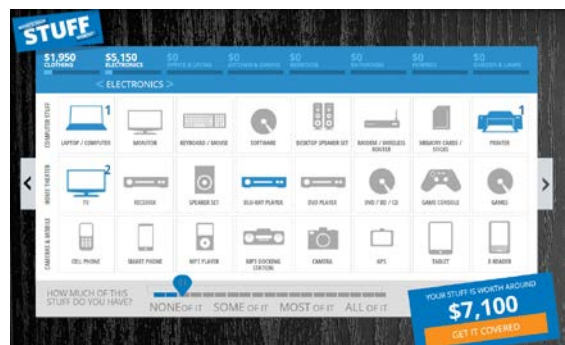 STUFF
$1,950 $5,150 $0 $0 $0 $0 $0 $0
CLOTHING ELECTRONICS
< ELECTRONICS >
COMPUTER STUFF
1
1
LAPTOP / COMPUTER MONITOR KEYBOARD / MOUSE SOFTWARE DESKTOP SPEAKER SET MODEM / WIRELESS ROUTER MEMORY CARDS / STICKS PRINTER
HOME THEATER
2
TV RECEIVER SPEAKER SET BLU-RAY PLAYER DVD PLAYER DVD / BD / CD GAME CONSOLE GAMES
CAMERAS & MOBILE
CELL PHONE SMART PHONE MP3 PLAYER MP3 DOCKING STATION CAMERA GPS TABLET E-READER
HOW MUCH OF THIS
STUFF DO YOU HAVE?
NONE OF IT SOME OF IT MOST OF IT ALL OF IT
YOUR STUFF IS WORTH AROUND
$7,100
GET IT COVERED